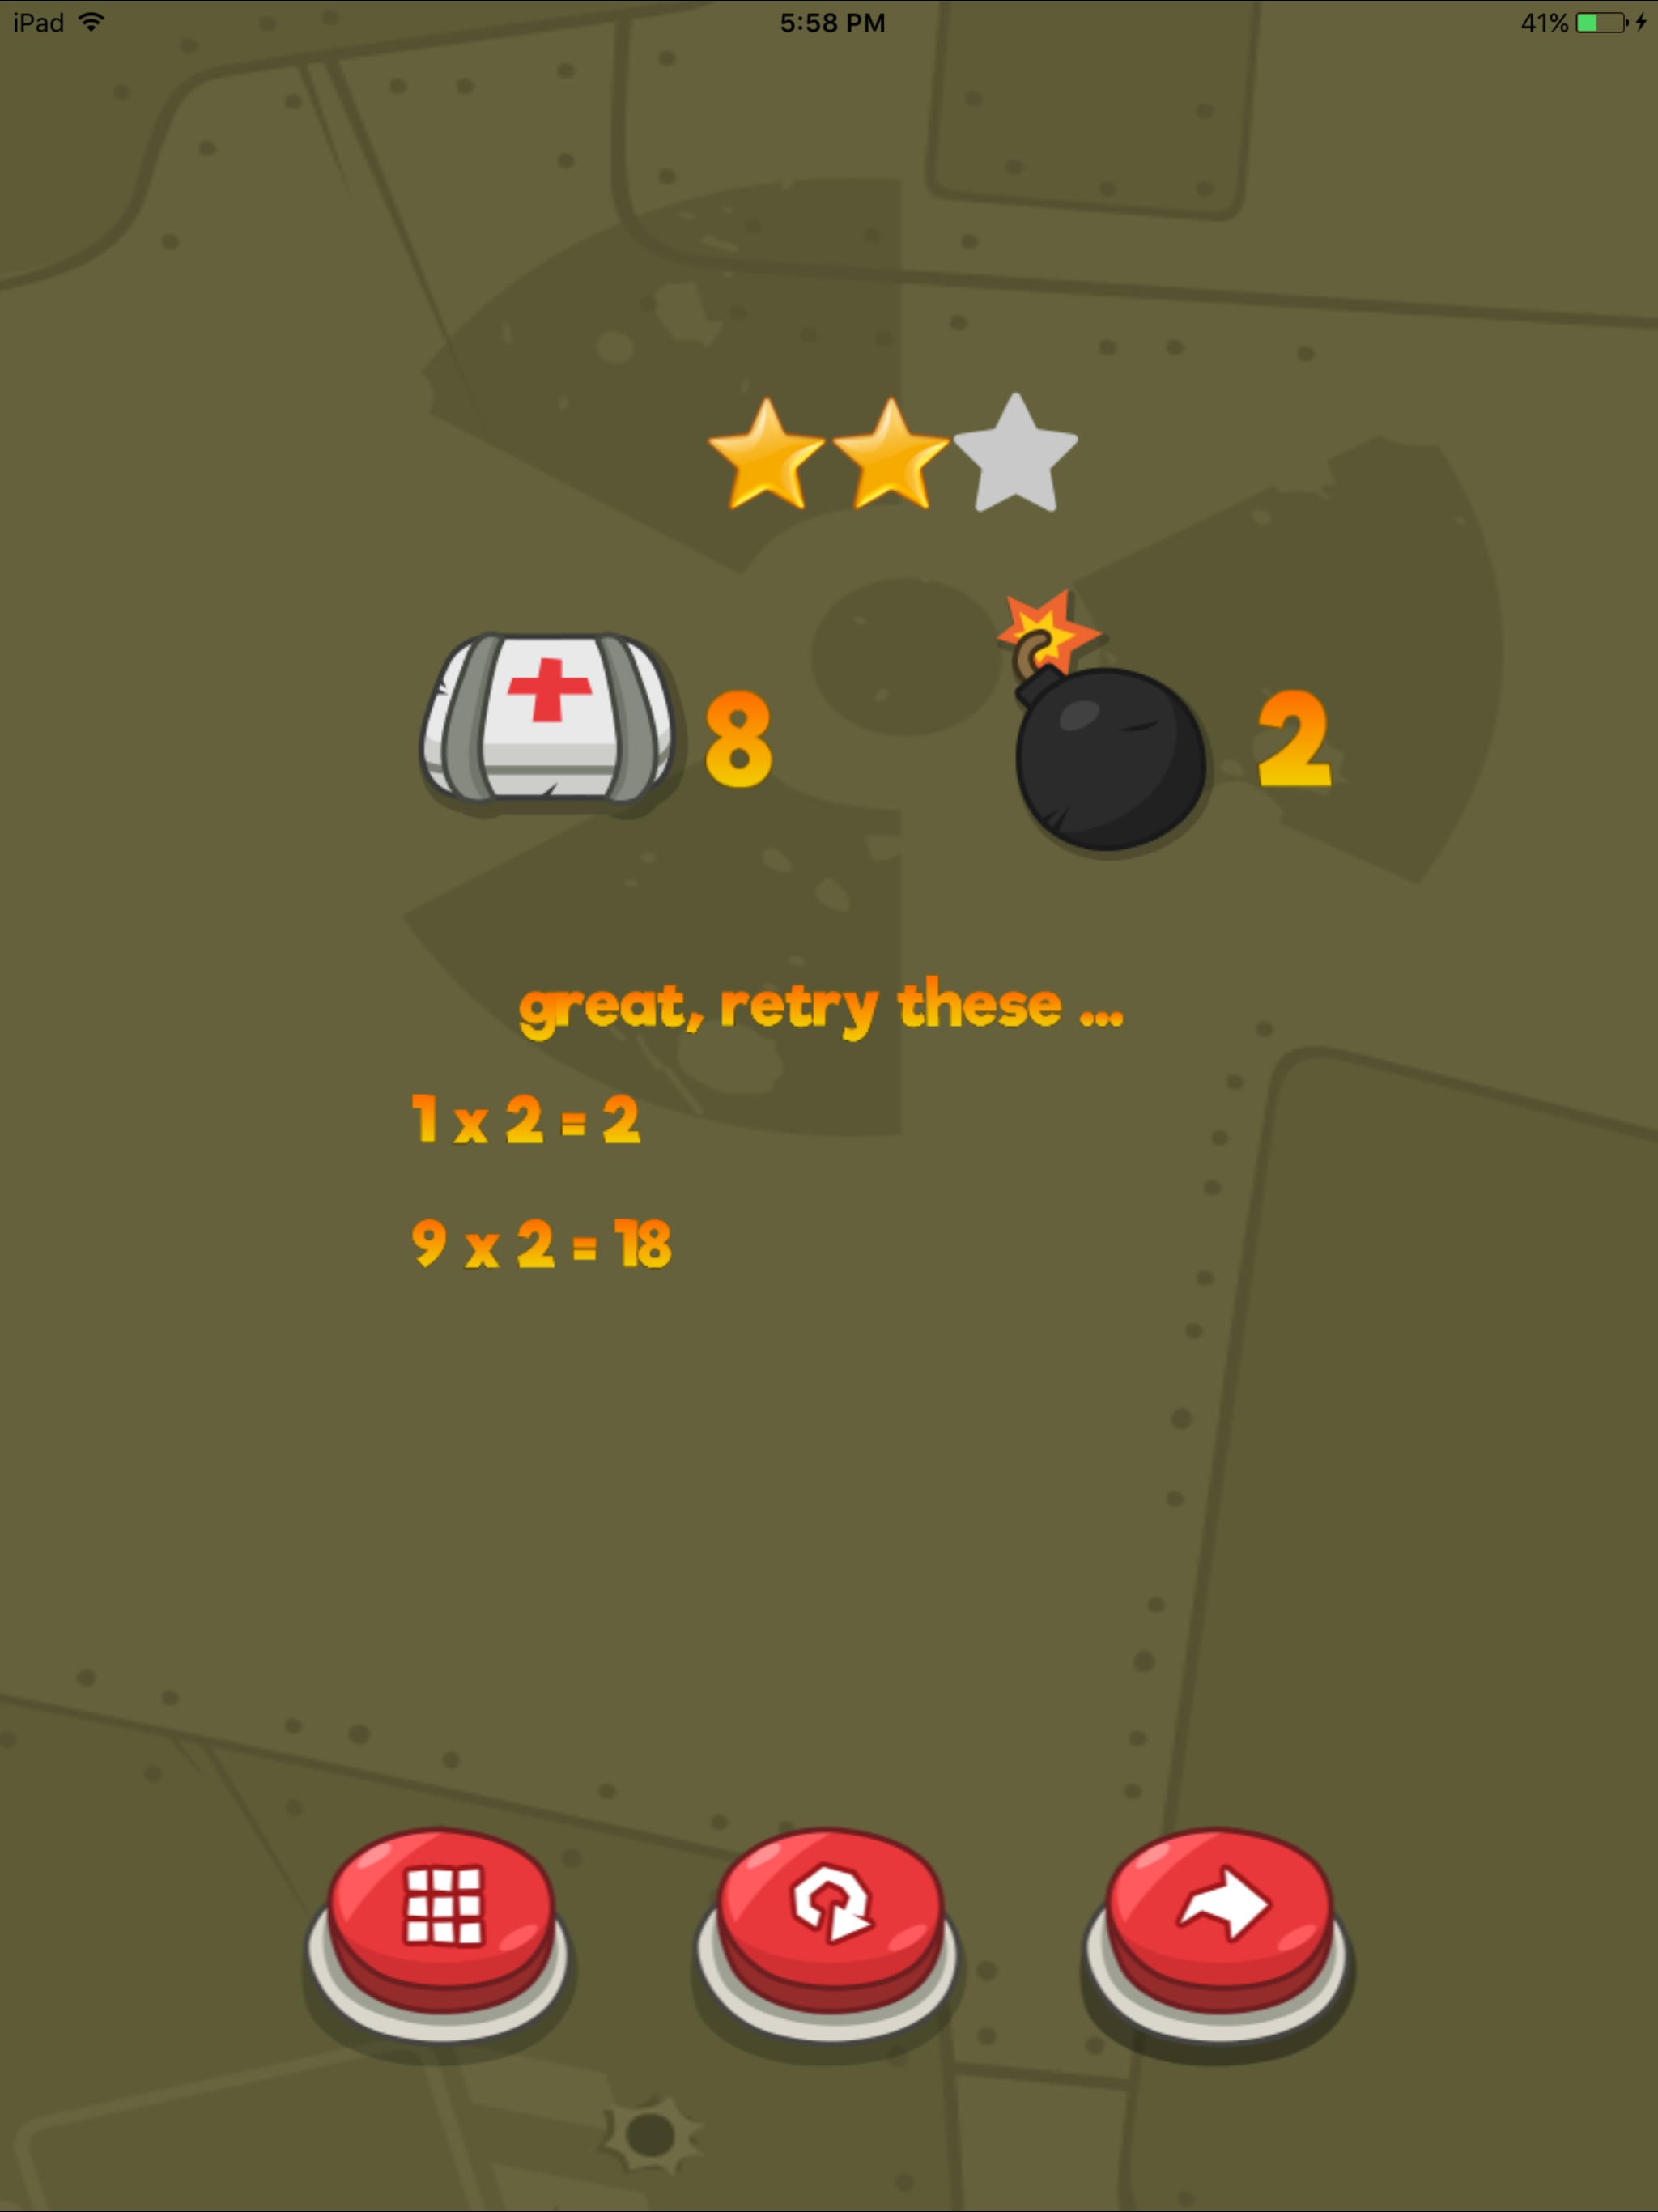 iPad 5:58 PM 41%
8 2
great, retry these ...
1 x 2 = 2
9 x 2 = 18